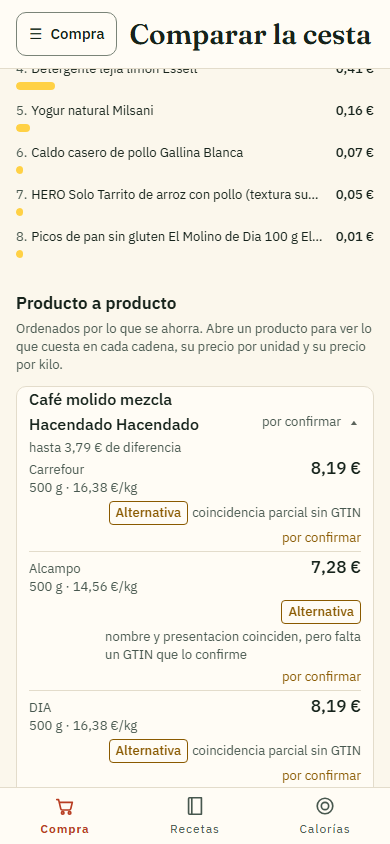 ☰ Compra
Comparar la cesta
4. Detergente lejía limón Essell 0,41 €
5. Yogur natural Milsani 0,16 €
6. Caldo casero de pollo Gallina Blanca 0,07 €
7. HERO Solo Tarrito de arroz con pollo (textura su... 0,05 €
8. Picos de pan sin gluten El Molino de Dia 100 g El... 0,01 €
Producto a producto
Ordenados por lo que se ahorra. Abre un producto para ver lo
que cuesta en cada cadena, su precio por unidad y su precio
por kilo.
Café molido mezcla
Hacendado Hacendado
por confirmar ▲
hasta 3,79 € de diferencia
Carrefour 8,19 €
500 g · 16,38 €/kg
Alternativa coincidencia parcial sin GTIN
por confirmar
Alcampo 7,28 €
500 g · 14,56 €/kg
Alternativa
nombre y presentacion coinciden, pero falta
un GTIN que lo confirme
por confirmar
DIA 8,19 €
500 g · 16,38 €/kg
Alternativa coincidencia parcial sin GTIN
por confirmar
Compra Recetas Calorías